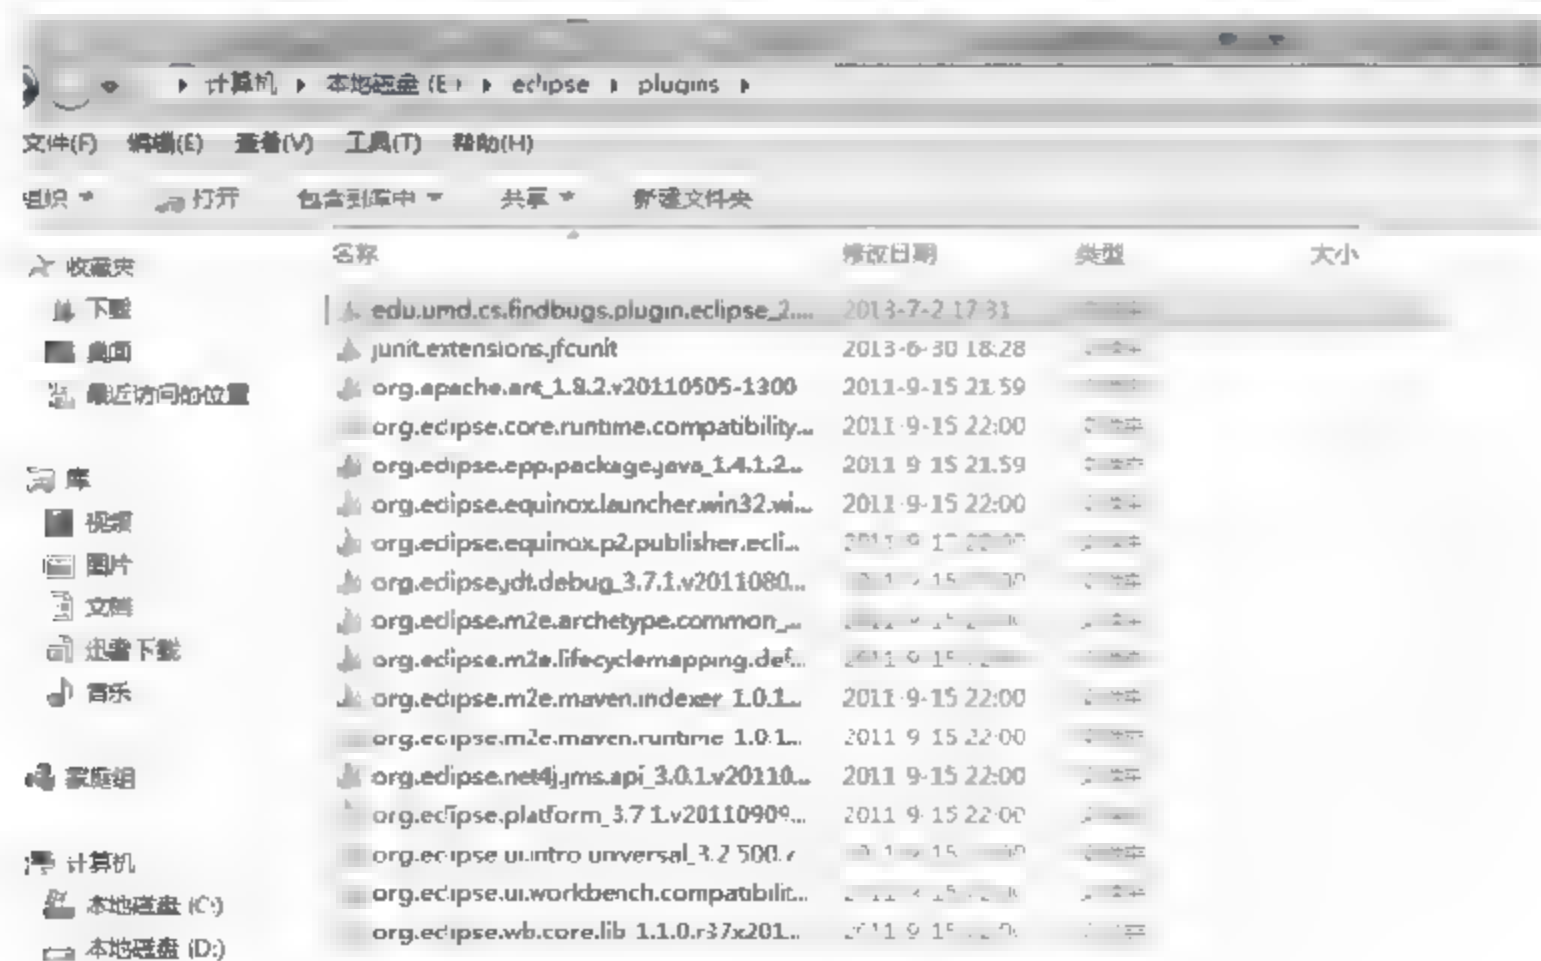 计算机 本地磁盘 (E eclipse plugins
文件(F) 编辑(E) 查看(V) 工具(T) 帮助(H)
组织 打开 包含到库中 共享 新建文件夹
名称 修改日期 类型 大小
收藏夹
下载
桌面
最近访问的位置
库
视频
图片
文档
迅雷下载
音乐
家庭组
计算机
本地磁盘 (C:)
本地磁盘 (D:)
edu.umd.cs.findbugs.plugin.eclipse_2.... 2013-7-2 17:31
junit.extensions.jfcunit 2013-6-30 18:28
org.apache.ant_1.8.2.v20110505-1300 2011-9-15 21:59
org.eclipse.core.runtime.compatibility... 2011-9-15 22:00
org.eclipse.epp.package.java_1.4.1.2... 2011-9-15 21:59
org.eclipse.equinox.launcher.win32.wi... 2011-9-15 22:00
org.eclipse.equinox.p2.publisher.ecli...
org.eclipse.jdt.debug_3.7.1.v2011080...
org.eclipse.m2e.archetype.common_...
org.eclipse.m2e.lifecyclemapping.def...
org.eclipse.m2e.maven.indexer_1.0.1... 2011-9-15 22:00
org.eclipse.m2e.maven.runtime_1.0.1... 2011-9-15 22:00
org.eclipse.net4j.jms.api_3.0.1.v20110... 2011-9-15 22:00
org.eclipse.platform_3.7.1.v20110909... 2011-9-15 22:00
org.eclipse.ui.intro.universal_3.2.500.v
org.eclipse.ui.workbench.compatibilit...
org.eclipse.wb.core.lib_1.1.0.r37x201...